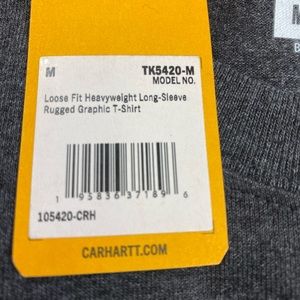 M TK5420-M
MODEL NO.
Loose Fit Heavyweight Long-Sleeve
Rugged Graphic T-Shirt
1 95836 37189 6
105420-CRH
CARHARTT.COM